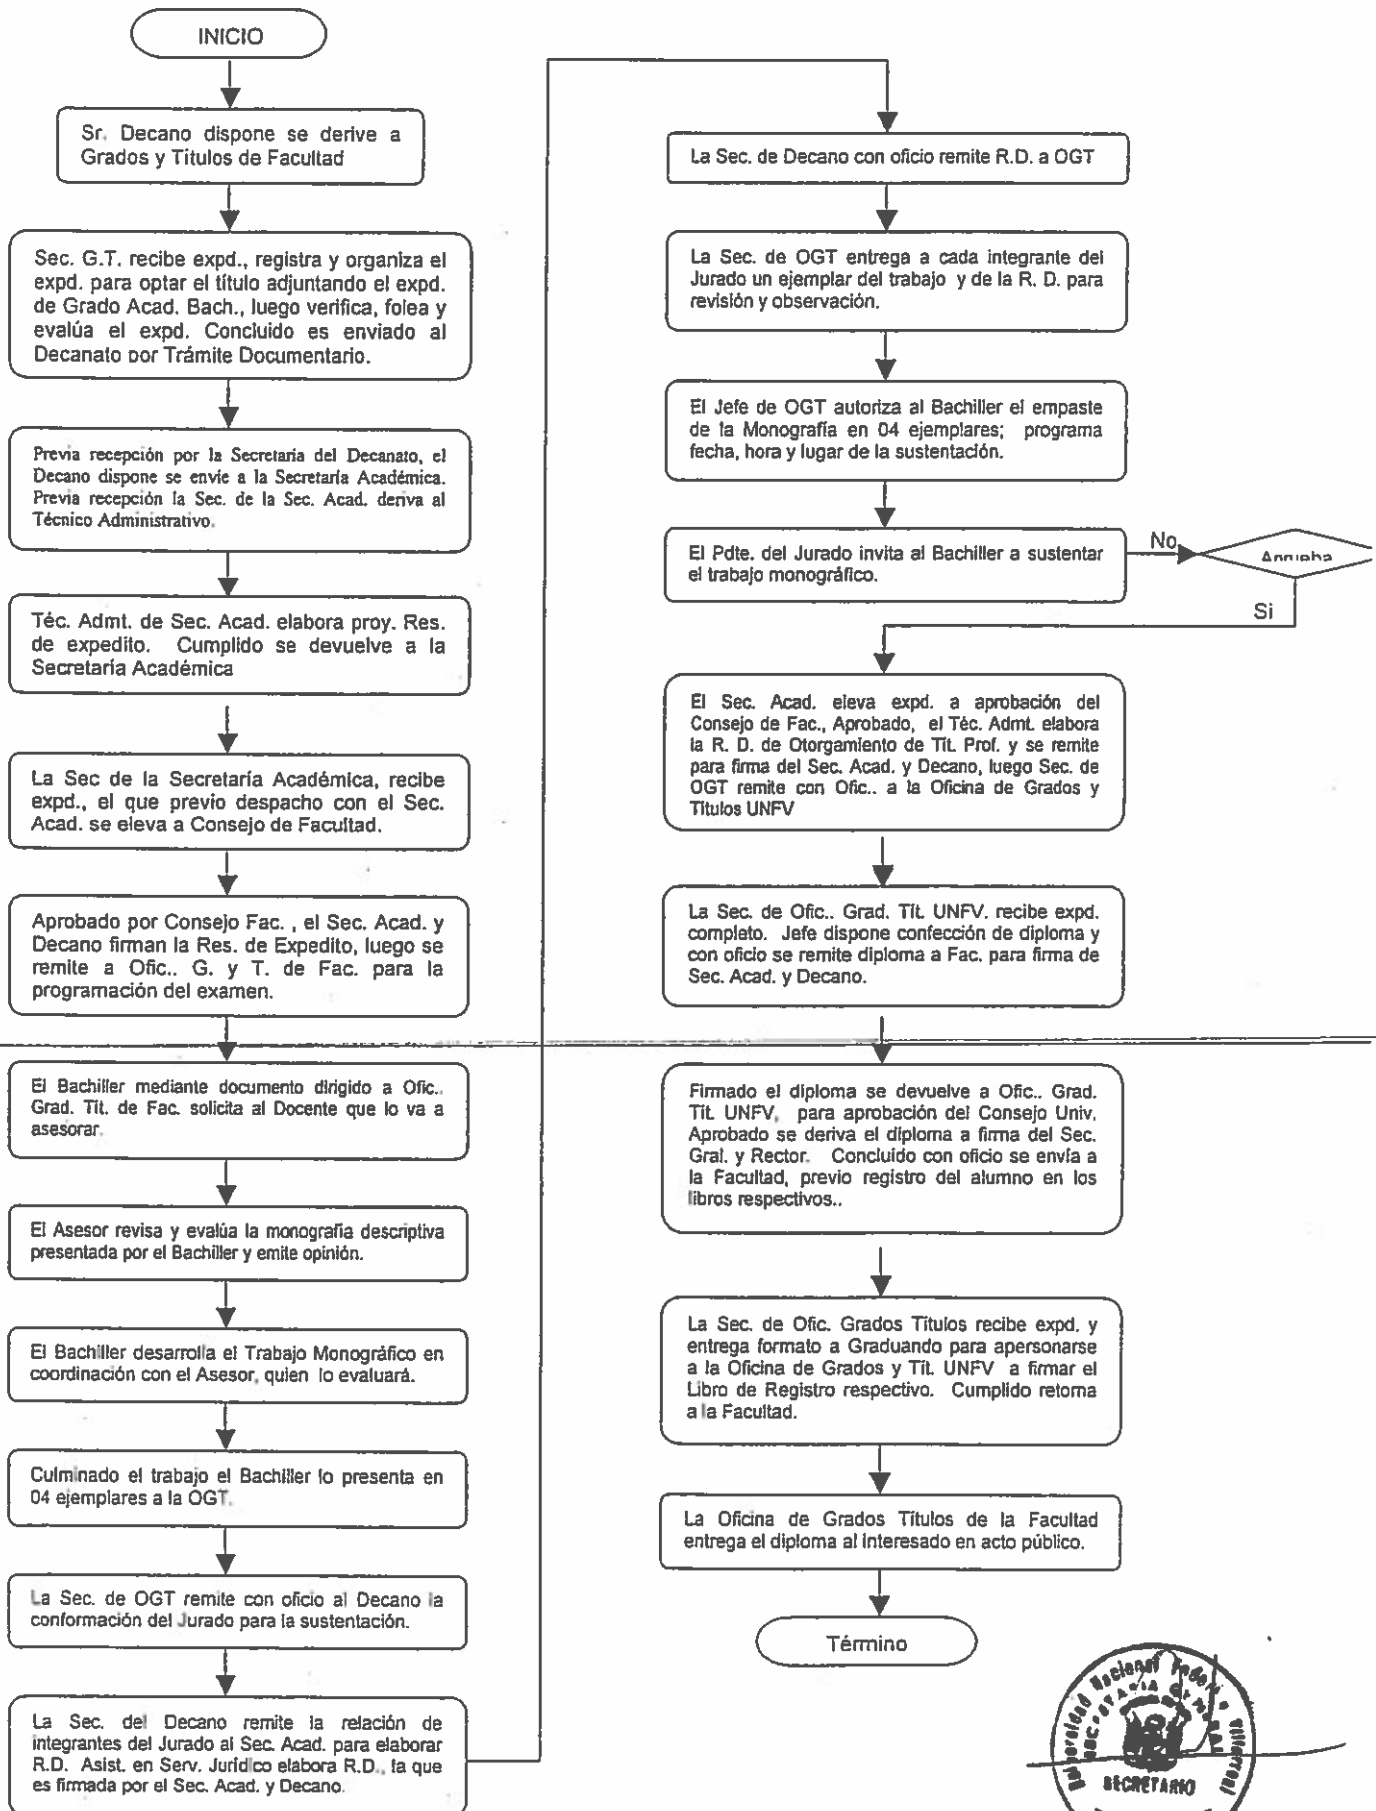 INICIO
Sr. Decano dispone se derive a
Grados y Titulos de Facultad
Sec. G.T. recibe expd., registra y organiza el
expd. para optar el título adjuntando el expd.
de Grado Acad. Bach., luego verifica, folea y
evalúa el expd. Concluido es enviado al
Decanato por Trámite Documentario.
Previa recepción por la Secretaria del Decanato, el
Decano dispone se envie a la Secretaría Académica.
Previa recepción la Sec. de la Sec. Acad. deriva al
Técnico Administrativo.
Téc. Admt. de Sec. Acad. elabora proy. Res.
de expedito. Cumplido se devuelve a la
Secretaría Académica
La Sec de la Secretaría Académica, recibe
expd., el que previo despacho con el Sec.
Acad. se eleva a Consejo de Facultad.
Aprobado por Consejo Fac. , el Sec. Acad. y
Decano firman la Res. de Expedito, luego se
remite a Ofic.. G. y T. de Fac. para la
programación del examen.
El Bachiller mediante documento dirigido a Ofic..
Grad. Tit. de Fac. solicita al Docente que lo va a
asesorar.
El Asesor revisa y evalúa la monografía descriptiva
presentada por el Bachiller y emite opinión.
El Bachiller desarrolla el Trabajo Monográfico en
coordinación con el Asesor, quien lo evaluará.
Culminado el trabajo el Bachiller lo presenta en
04 ejemplares a la OGT.
La Sec. de OGT remite con oficio al Decano la
conformación del Jurado para la sustentación.
La Sec. del Decano remite la relación de
integrantes del Jurado al Sec. Acad. para elaborar
R.D. Asist. en Serv. Jurídico elabora R.D., la que
es firmada por el Sec. Acad. y Decano.
La Sec. de Decano con oficio remite R.D. a OGT
La Sec. de OGT entrega a cada integrante del
Jurado un ejemplar del trabajo y de la R. D. para
revisión y observación.
El Jefe de OGT autoriza al Bachiller el empaste
de la Monografía en 04 ejemplares; programa
fecha, hora y lugar de la sustentación.
El Pdte. del Jurado invita al Bachiller a sustentar
el trabajo monográfico.
No
Aprueba
Si
El Sec. Acad. eleva expd. a aprobación del
Consejo de Fac., Aprobado, el Téc. Admt. elabora
la R. D. de Otorgamiento de Tit. Prof. y se remite
para firma del Sec. Acad. y Decano, luego Sec. de
OGT remite con Ofic.. a la Oficina de Grados y
Títulos UNFV
La Sec. de Ofic.. Grad. Tit. UNFV. recibe expd.
completo. Jefe dispone confección de diploma y
con oficio se remite diploma a Fac. para firma de
Sec. Acad. y Decano.
Firmado el diploma se devuelve a Ofic.. Grad.
Tit. UNFV, para aprobación del Consejo Univ.
Aprobado se deriva el diploma a firma del Sec.
Gral. y Rector. Concluido con oficio se envía a
la Facultad, previo registro del alumno en los
libros respectivos..
La Sec. de Ofic. Grados Títulos recibe expd. y
entrega formato a Graduando para apersonarse
a la Oficina de Grados y Tit. UNFV a firmar el
Libro de Registro respectivo. Cumplido retorna
a la Facultad.
La Oficina de Grados Títulos de la Facultad
entrega el diploma al interesado en acto público.
Término
Universidad Nacional Federico Villarreal
SECRETARIA GENERAL
SECRETARIO